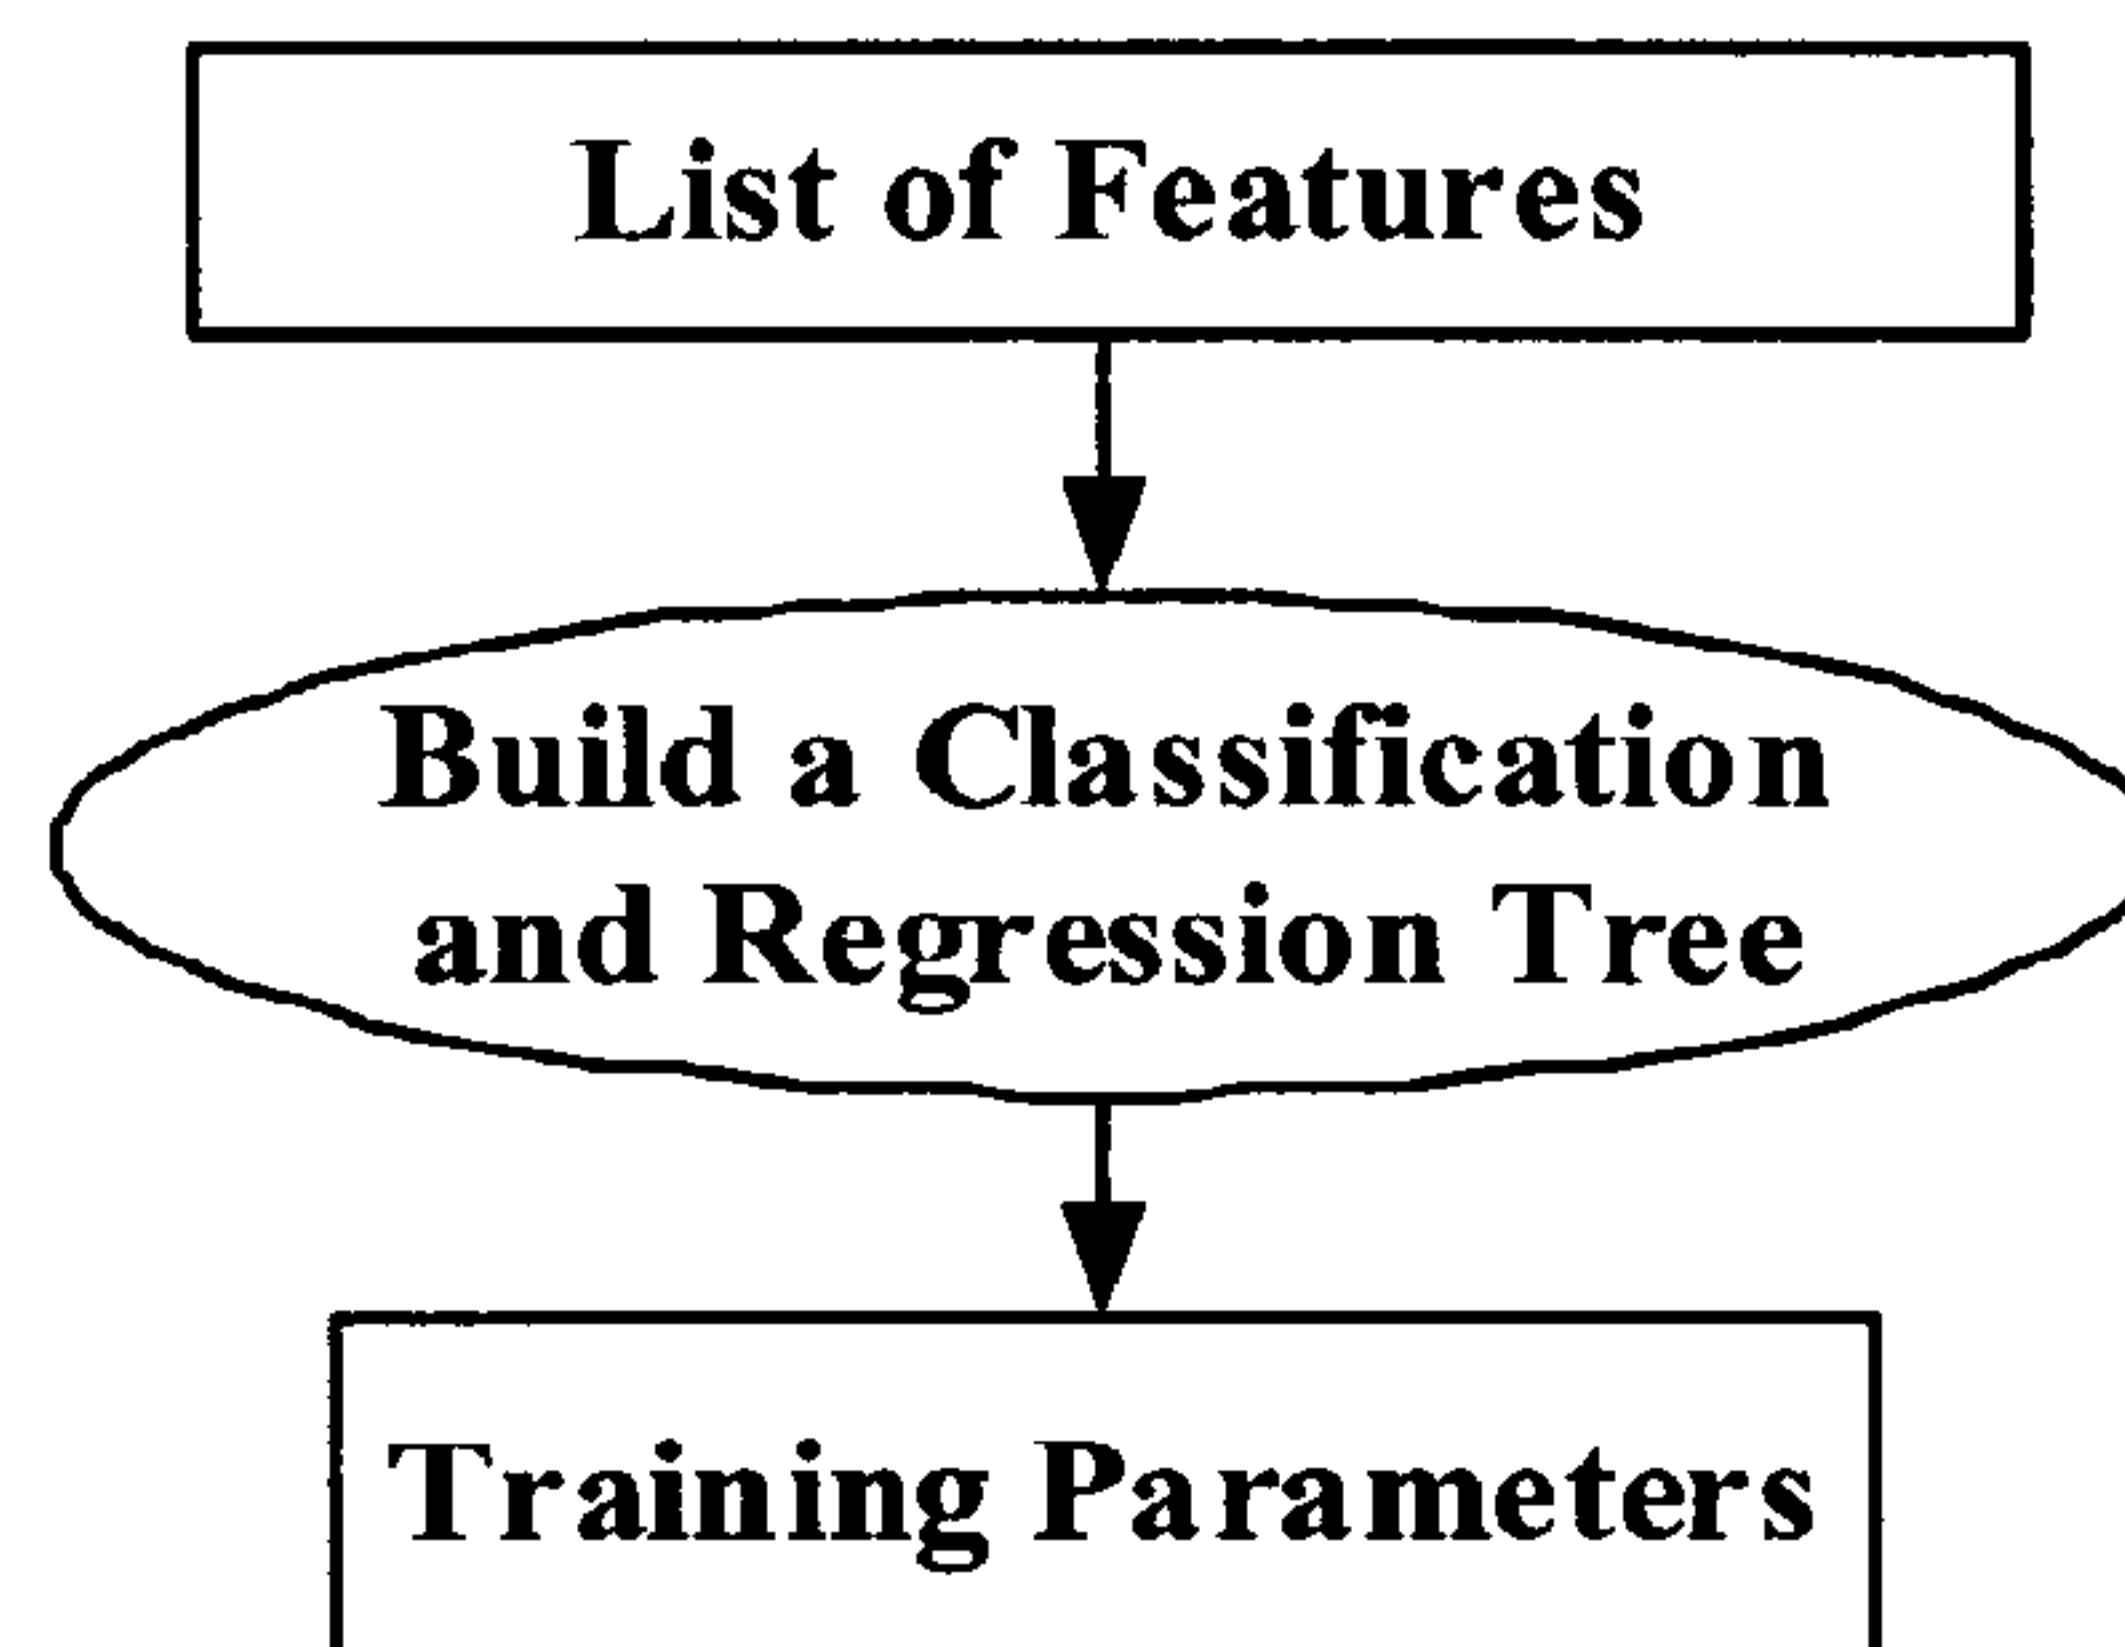 List of Features
Build a Classification
and Regression Tree
Training Parameters